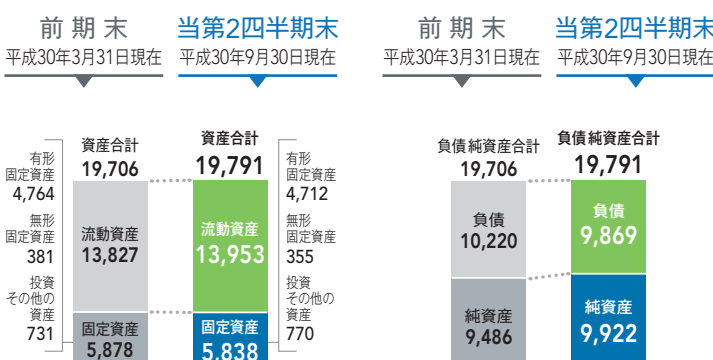 前期末
平成30年3月31日現在
当第2四半期末
平成30年9月30日現在
有形
固定資産
4,764
無形
固定資産
381
投資
その他の
資産
731
資産合計
19,706
流動資産
13,827
固定資産
5,878
資産合計
19,791
流動資産
13,953
固定資産
5,838
有形
固定資産
4,712
無形
固定資産
355
投資
その他の
資産
770
前期末
平成30年3月31日現在
当第2四半期末
平成30年9月30日現在
負債純資産合計
19,706
負債
10,220
純資産
9,486
負債純資産合計
19,791
負債
9,869
純資産
9,922